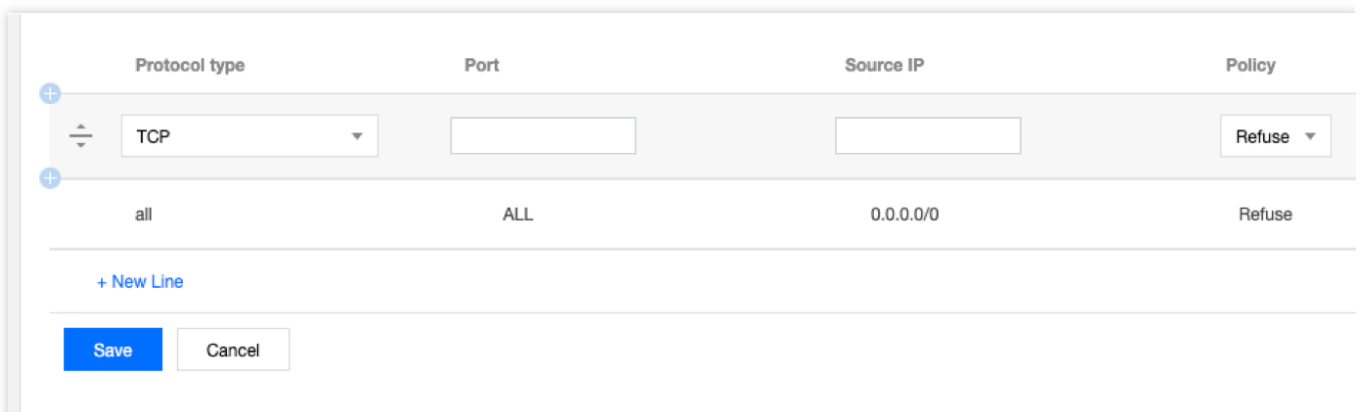 Protocol type Port Source IP Policy
TCP Refuse
all ALL 0.0.0.0/0 Refuse
+ New Line
Save Cancel